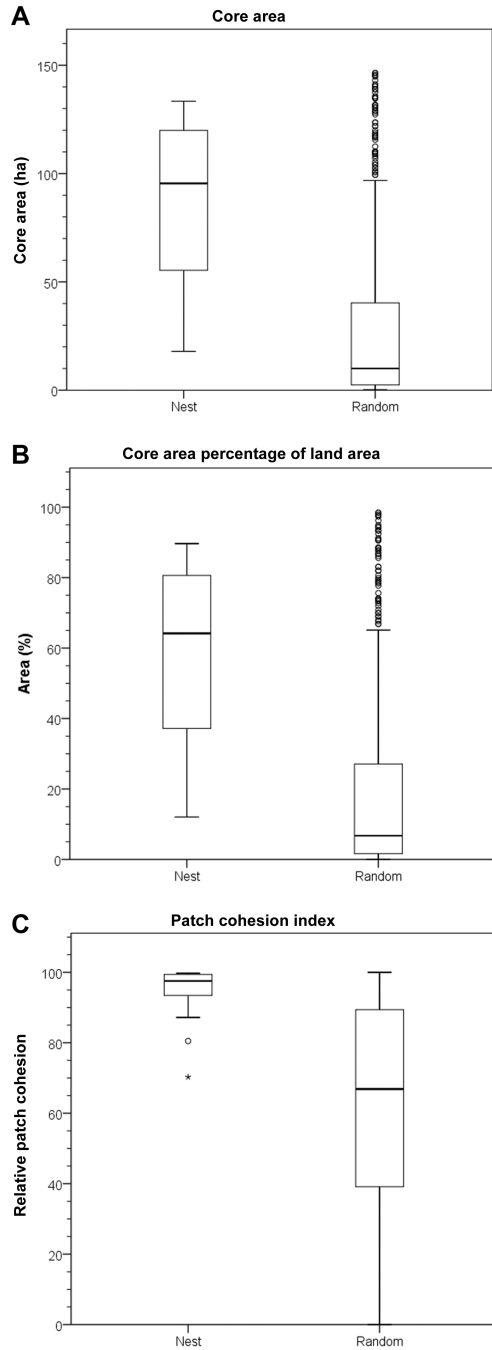 A
Core area
Core area (ha)
150
100
50
0
Nest Random
B
Core area percentage of land area
Area (%)
100
80
60
40
20
0
Nest Random
C
Patch cohesion index
Relative patch cohesion
100
80
60
40
20
0
Nest Random